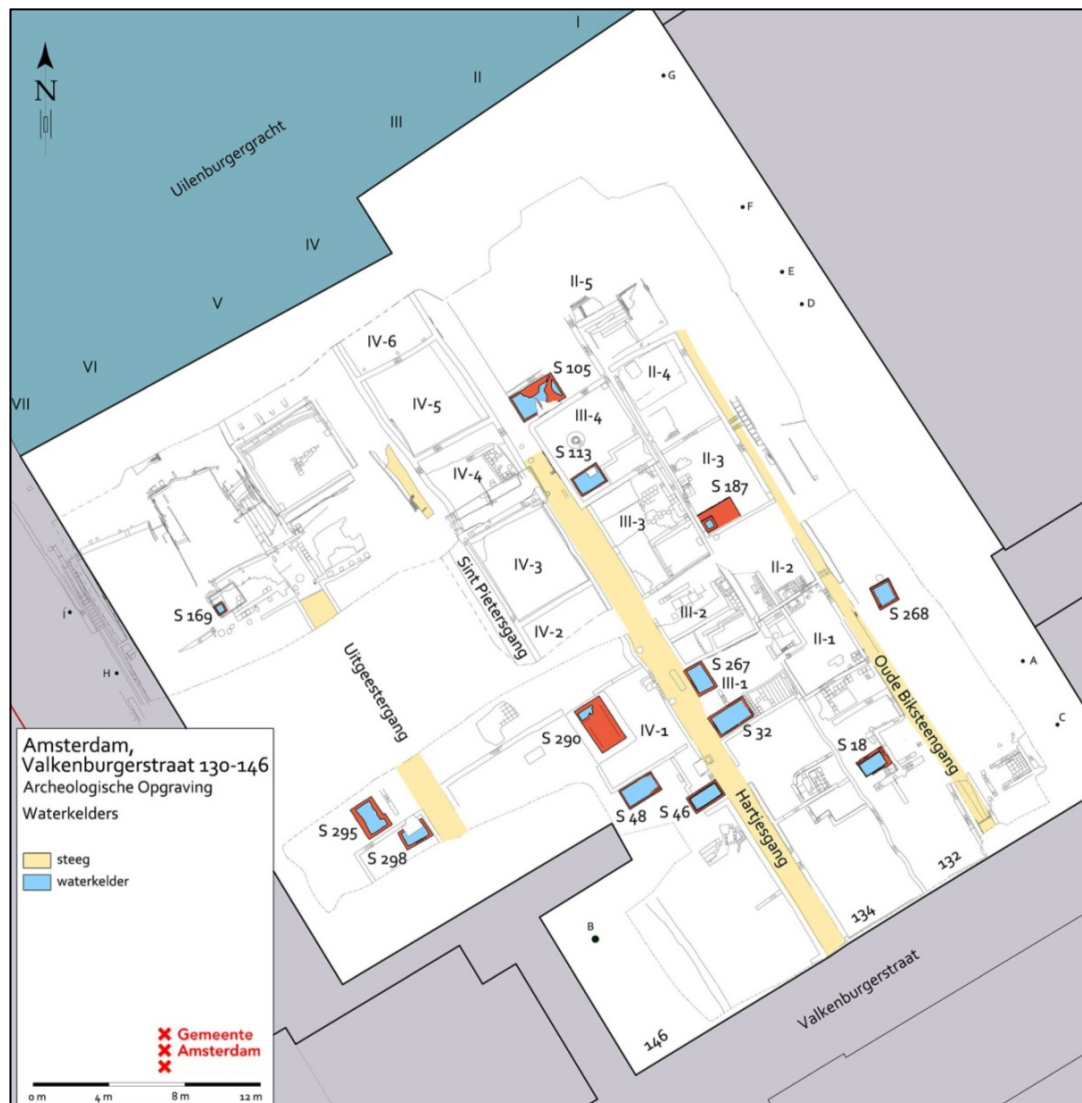 I
II
III
IV
V
VI
VII
N
Uilenburgergracht
G
F
E
D
A
C
B
H
II-5
IV-6
S 105
II-4
IV-5
III-4
II-3
S 113
IV-4
S 187
III-3
IV-3
II-2
Sint Pietersgang
S 169
III-2
S 268
IV-2
II-1
S 267
III-1
Oude Biksteengang
Uitgeestergang
S 290
IV-1
S 32
S 18
S 48
S 46
Hartjesgang
S 295
S 298
132
134
146
Valkenburgerstraat
Amsterdam,
Valkenburgerstraat 130-146
Archeologische Opgraving
Waterkelders
steeg
waterkelder
Gemeente
Amsterdam
0 m 4 m 8 m 12 m